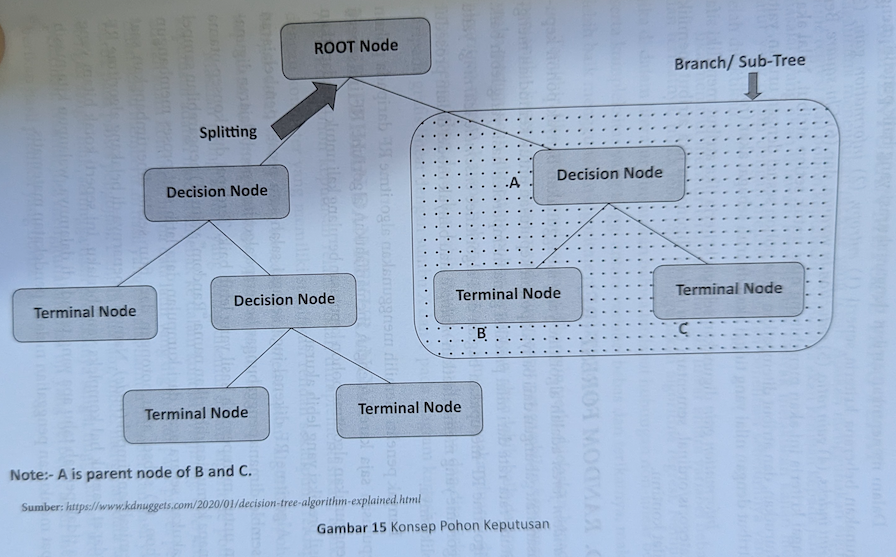 ROOT Node
Branch/ Sub-Tree
Splitting
Decision Node
.A
Decision Node
Terminal Node
Decision Node
Terminal Node
Terminal Node
B
C
Terminal Node
Terminal Node
Note:- A is parent node of B and C.
Sumber: https://www.kdnuggets.com/2020/01/decision-tree-algorithm-explained.html
Gambar 15 Konsep Pohon Keputusan